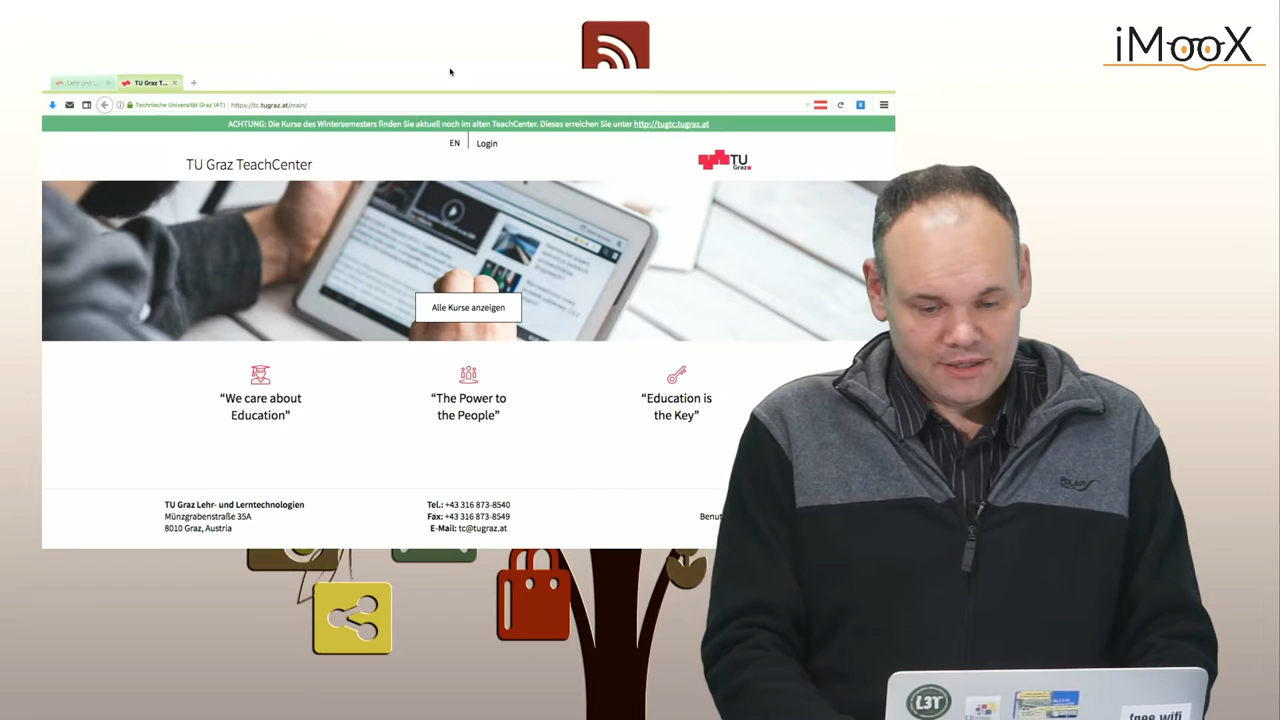 iMooX
Lehr und L...
TU Graz T...
Technische Universität Graz (AT)
https://tc.tugraz.at/main/
ACHTUNG: Die Kurse des Wintersemesters finden Sie aktuell noch im alten TeachCenter. Dieses erreichen Sie unter http://tugtc.tugraz.at
EN
Login
TU Graz TeachCenter
TU
Graz
Alle Kurse anzeigen
“We care about
Education”
“The Power to
the People”
“Education is
the Key”
TU Graz Lehr- und Lerntechnologien
Münzgrabenstraße 35A
8010 Graz, Austria
Tel.: +43 316 873-8540
Fax: +43 316 873-8549
E-Mail: tc@tugraz.at
Benut
POLAR
L3T
free wifi